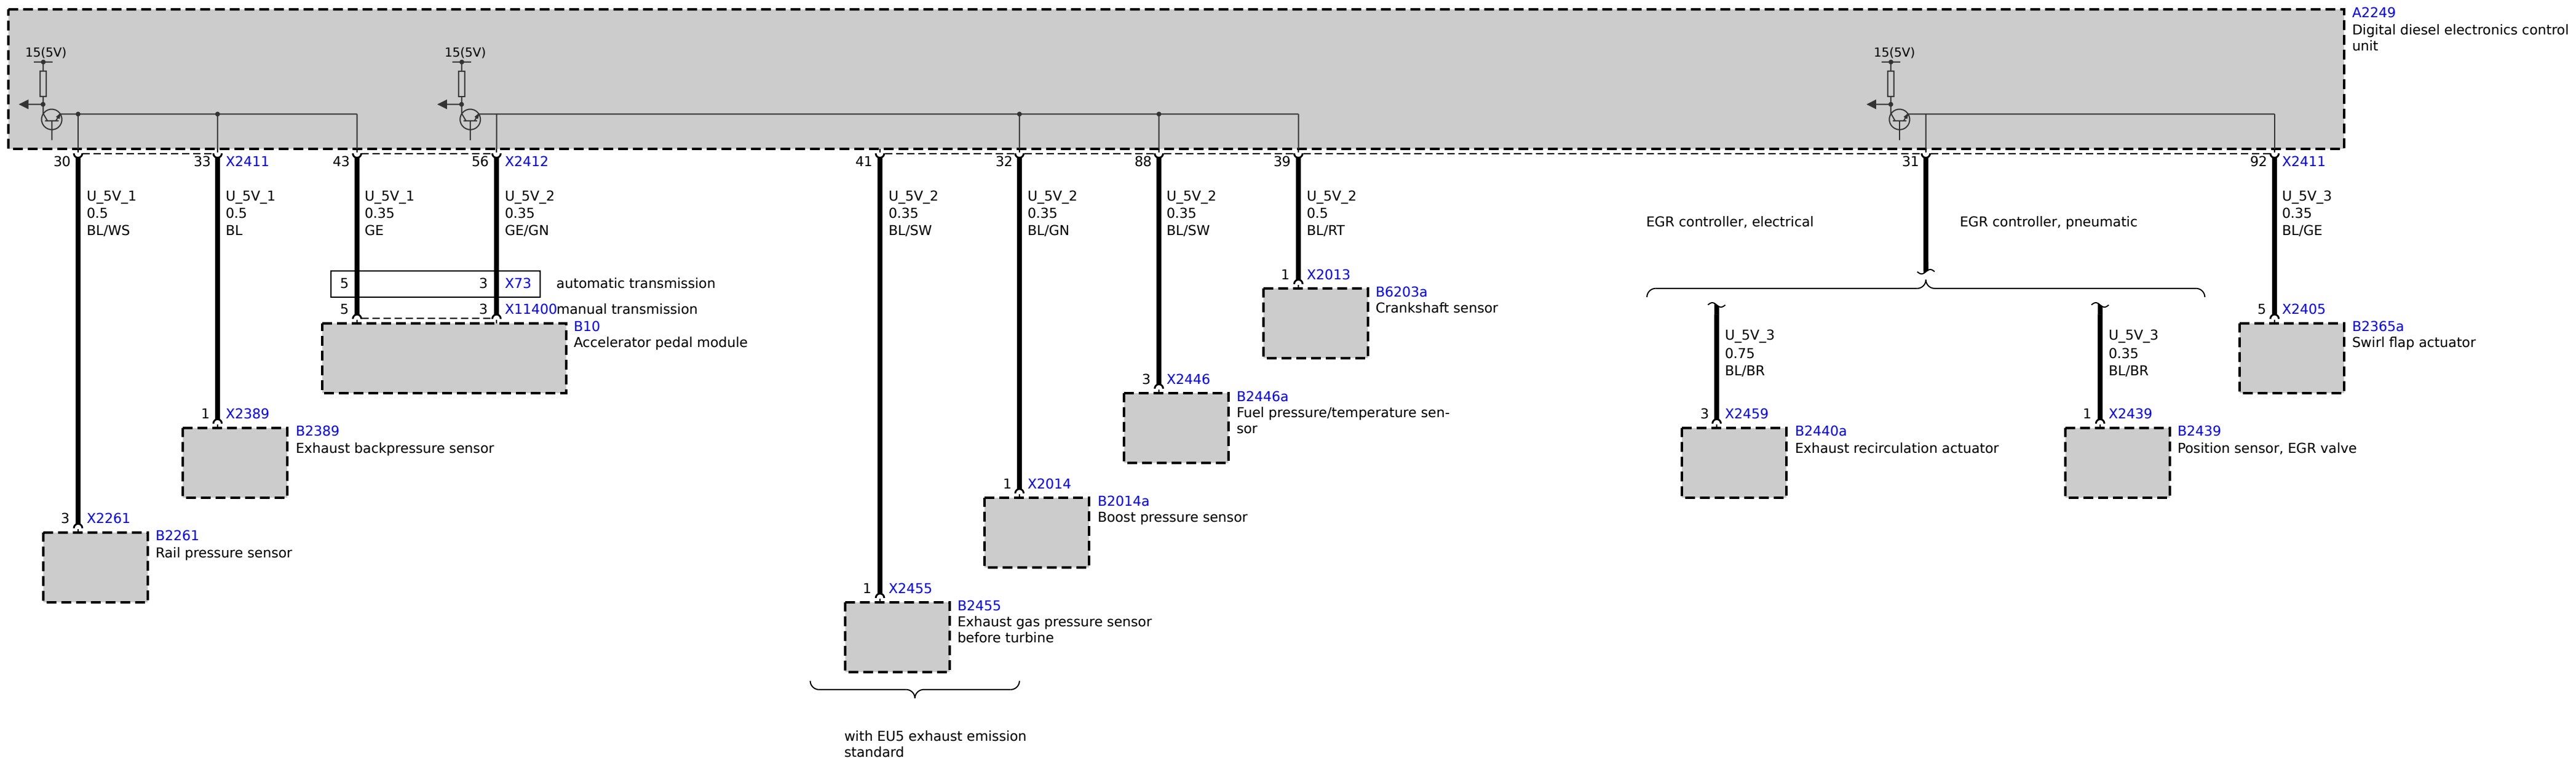 A2249
Digital diesel electronics control
unit
15(5V)
15(5V)
15(5V)
30
33
X2411
43
56
X2412
41
32
88
39
31
92
X2411
U_5V_1
0.5
BL/WS
U_5V_1
0.5
BL
U_5V_1
0.35
GE
U_5V_2
0.35
GE/GN
U_5V_2
0.35
BL/SW
U_5V_2
0.35
BL/GN
U_5V_2
0.35
BL/SW
U_5V_2
0.5
BL/RT
EGR controller, electrical
EGR controller, pneumatic
U_5V_3
0.35
BL/GE
5
3
X73
automatic transmission
5
3
X11400
manual transmission
B10
Accelerator pedal module
1
X2013
B6203a
Crankshaft sensor
5
X2405
B2365a
Swirl flap actuator
U_5V_3
0.75
BL/BR
U_5V_3
0.35
BL/BR
3
X2446
B2446a
Fuel pressure/temperature sen-
sor
1
X2389
B2389
Exhaust backpressure sensor
3
X2459
B2440a
Exhaust recirculation actuator
1
X2439
B2439
Position sensor, EGR valve
1
X2014
B2014a
Boost pressure sensor
3
X2261
B2261
Rail pressure sensor
1
X2455
B2455
Exhaust gas pressure sensor
before turbine
with EU5 exhaust emission
standard